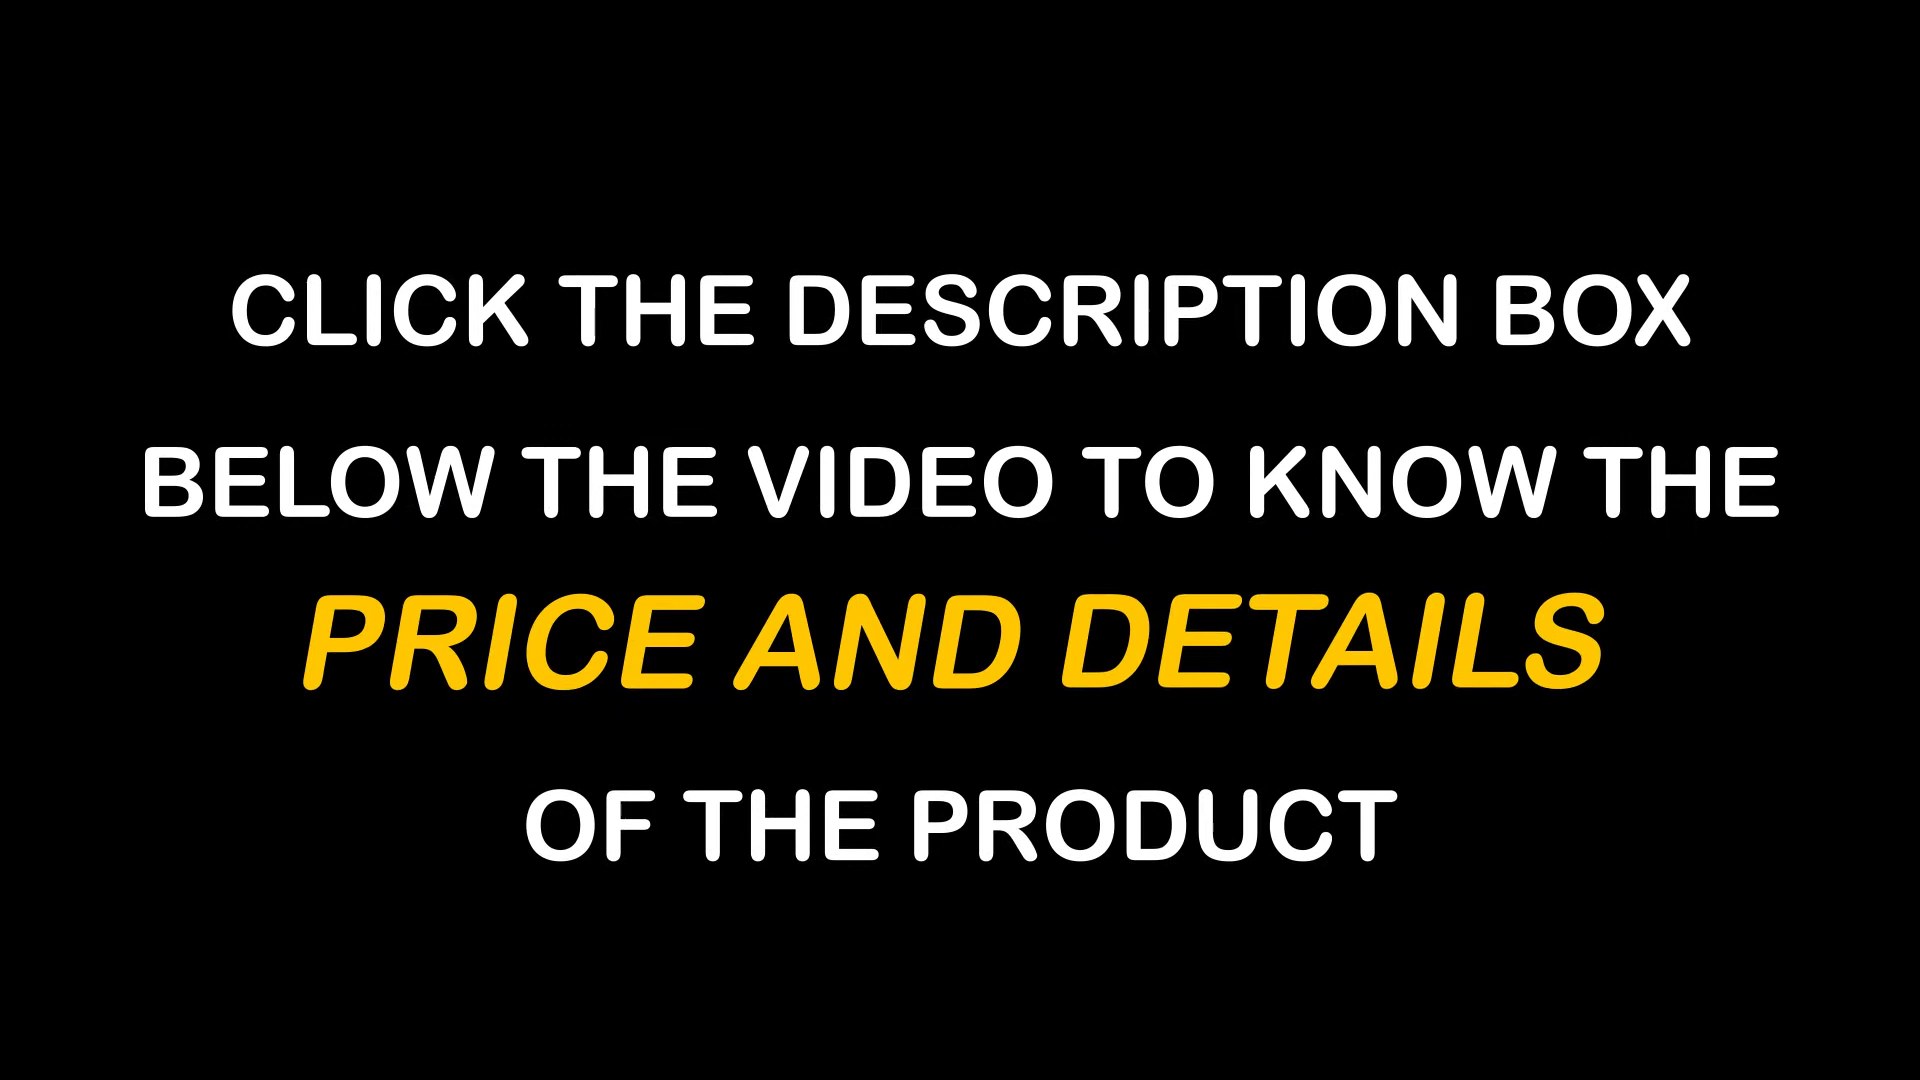 CLICK THE DESCRIPTION BOX
BELOW THE VIDEO TO KNOW THE
PRICE AND DETAILS
OF THE PRODUCT